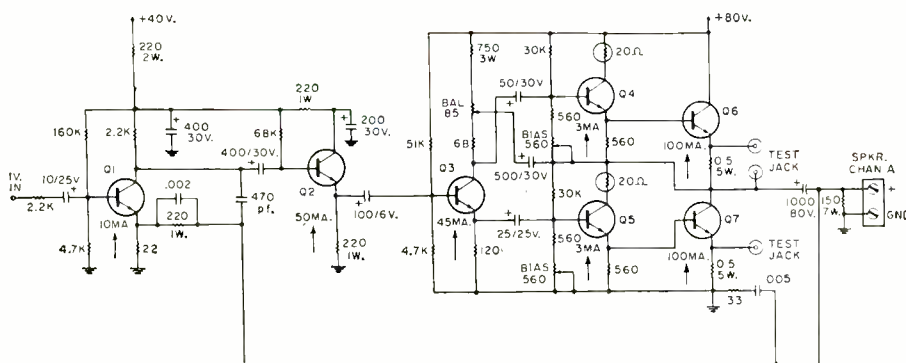 +40V.
220
2W.
160K
2.2K
+
400
30V.
68K
220
1W
+
200
30V.
1V.
IN
2.2K
10/25V
+
Q1
10MA
.002
220
1W.
4.7K
22
400/30V.
+
470
pf.
Q2
50MA.
+
100/6V.
220
1W.
+80V.
750
3W
30K
20Ω
50/30V
+
BAL
85
51K
68
Q3
45MA.
4.7K
120
560
BIAS
560
+
500/30V
30K
+
25/25V.
560
BIAS
560
Q4
3MA
560
20Ω
Q5
3MA
560
Q6
100MA.
0.5
5W.
TEST
JACK
Q7
100MA.
0.5
5W.
TEST
JACK
33
.005
+
1000
80V.
150
7W.
SPKR.
CHAN A
+
GND